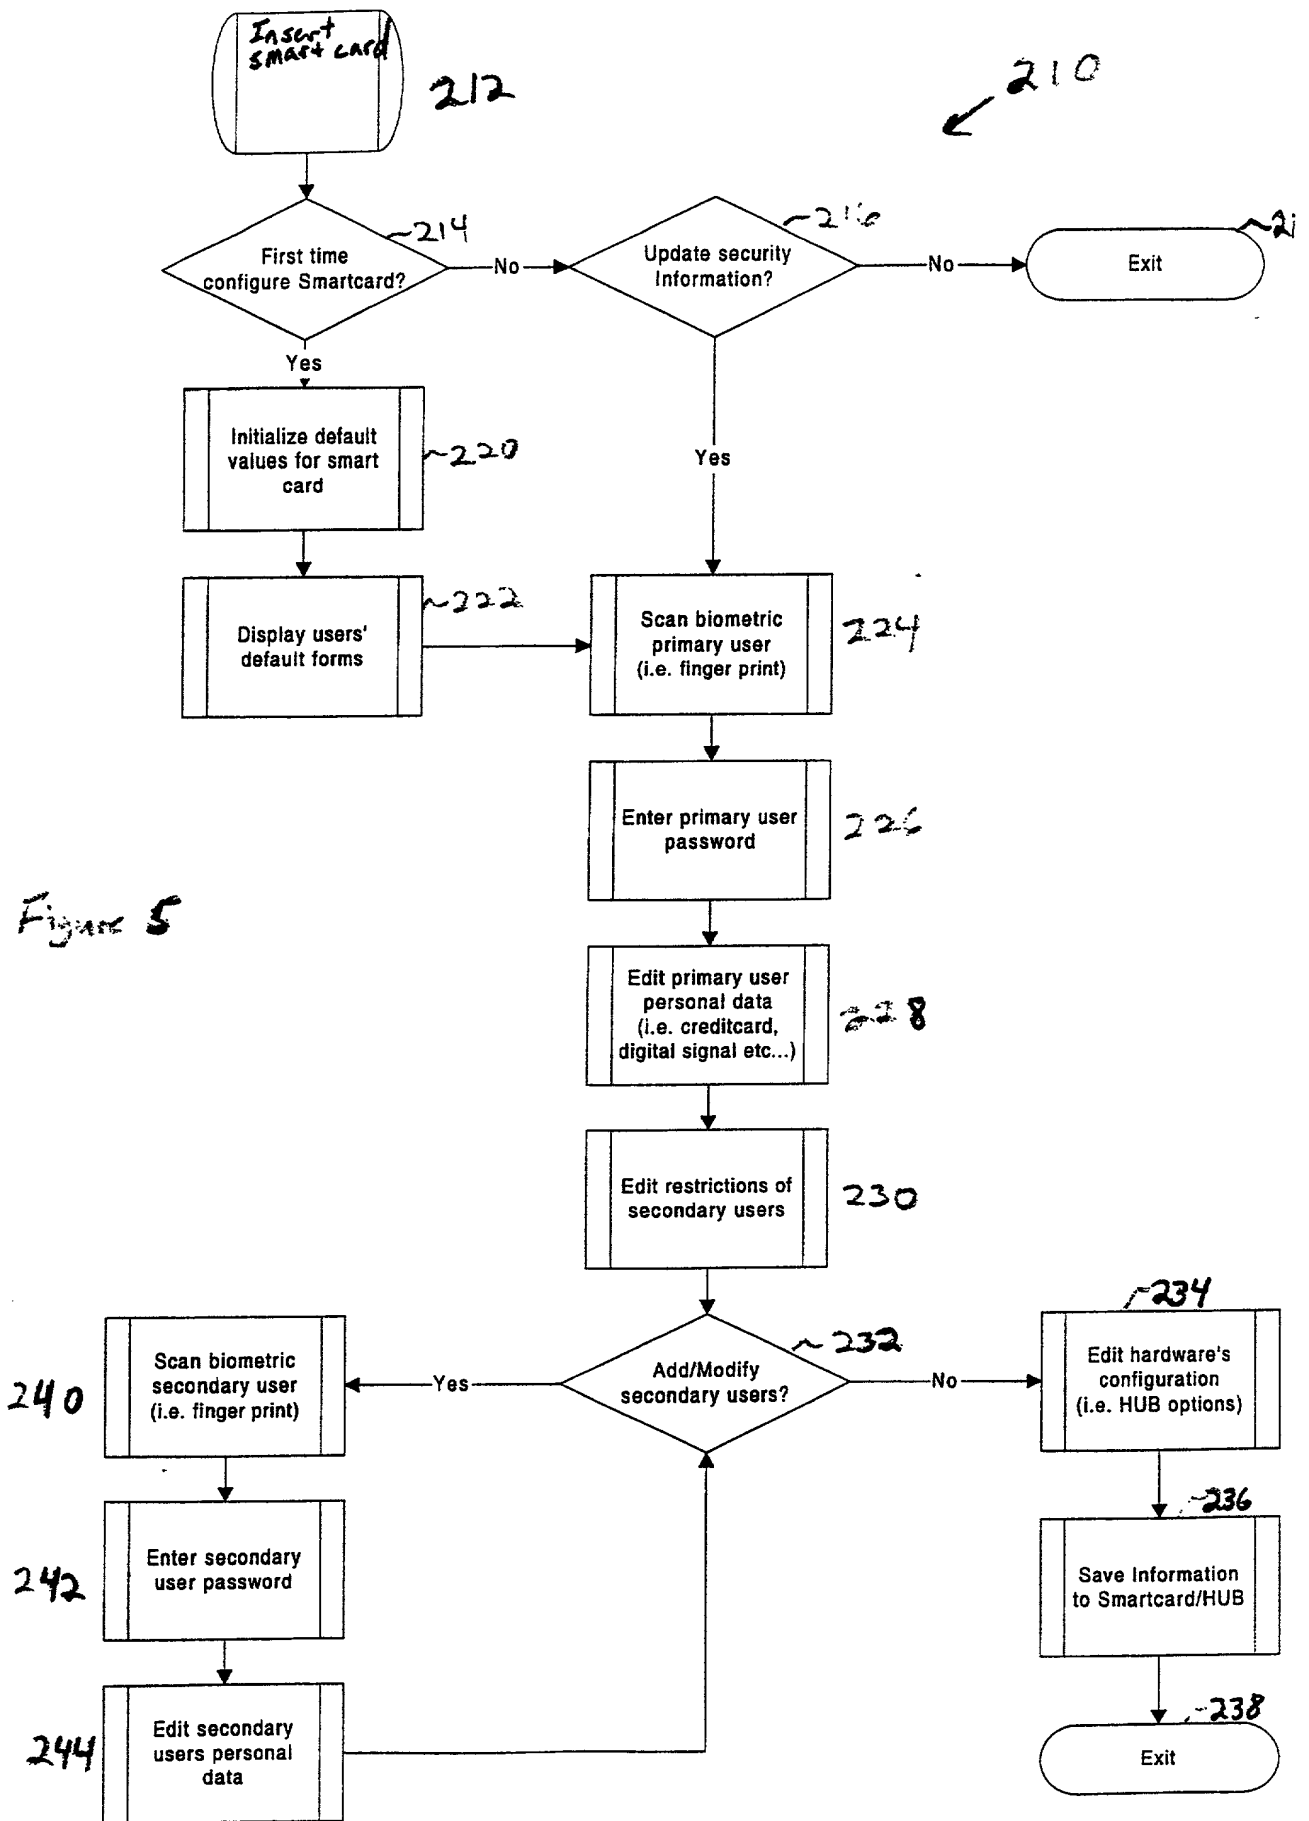 Insert
smart card
212
210
First time
configure Smartcard?
~214
No
Update security
Information?
~216
No
Exit
Yes
Initialize default
values for smart
card
~220
Yes
Display users'
default forms
~222
Scan biometric
primary user
(i.e. finger print)
224
Enter primary user
password
226
Figure 5
Edit primary user
personal data
(i.e. creditcard,
digital signal etc...)
228
Edit restrictions of
secondary users
230
Scan biometric
secondary user
(i.e. finger print)
240
Yes
Add/Modify
secondary users?
~232
No
~234
Edit hardware's
configuration
(i.e. HUB options)
Enter secondary
user password
242
~236
Save Information
to Smartcard/HUB
Edit secondary
users personal
data
244
~238
Exit